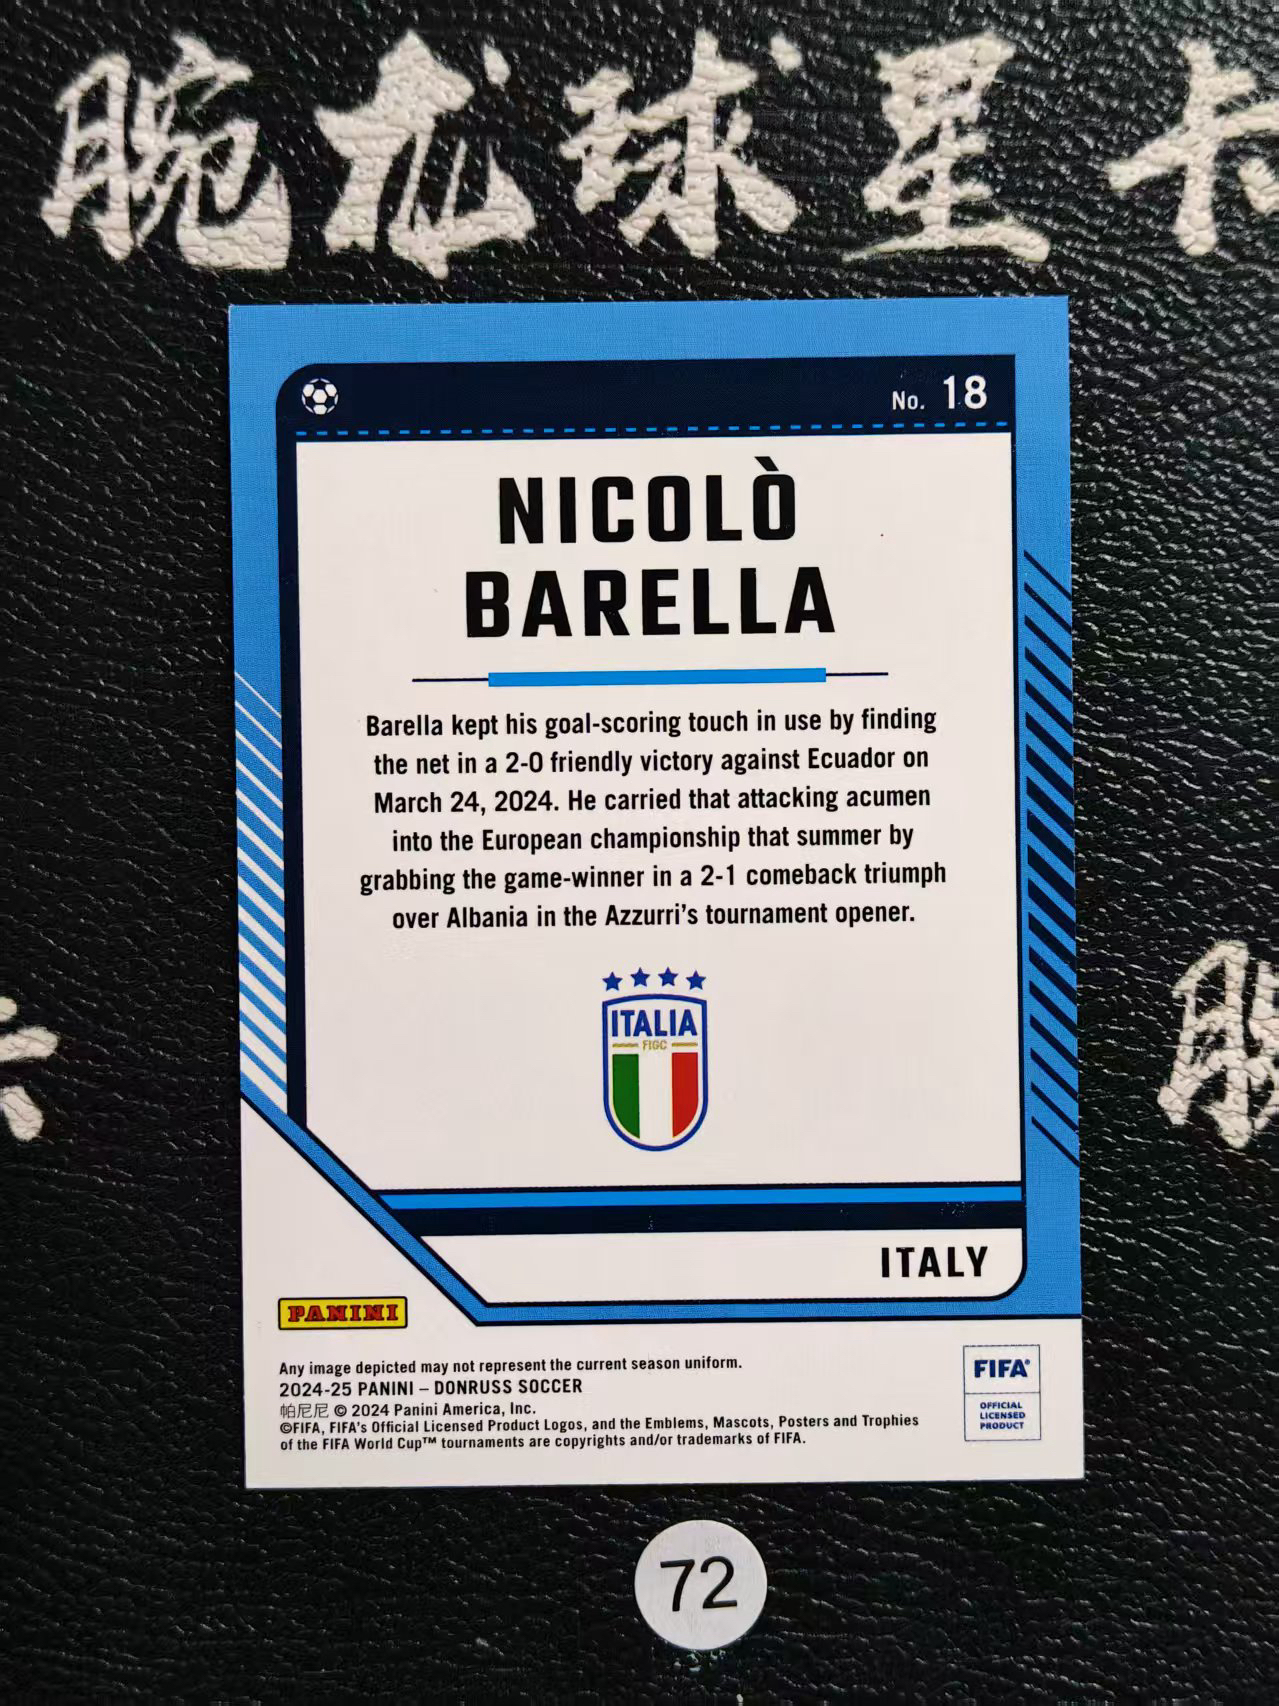 腕龙球星卡
No. 18
NICOLÒ
BARELLA
Barella kept his goal-scoring touch in use by finding
the net in a 2-0 friendly victory against Ecuador on
March 24, 2024. He carried that attacking acumen
into the European championship that summer by
grabbing the game-winner in a 2-1 comeback triumph
over Albania in the Azzurri's tournament opener.
ITALIA
FIGC
ITALY
PANINI
Any image depicted may not represent the current season uniform.
2024-25 PANINI – DONRUSS SOCCER
帕尼尼 © 2024 Panini America, Inc.
©FIFA, FIFA's Official Licensed Product Logos, and the Emblems, Mascots, Posters and Trophies
of the FIFA World Cup™ tournaments are copyrights and/or trademarks of FIFA.
FIFA®
OFFICIAL
LICENSED
PRODUCT
72